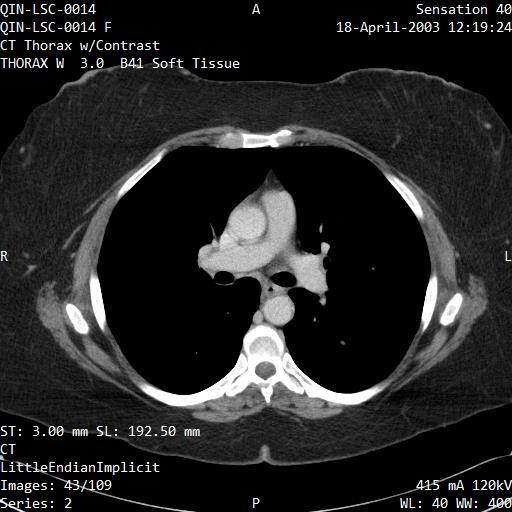 QIN-LSC-0014
A
Sensation 40
QIN-LSC-0014 F
18-April-2003 12:19:24
CT Thorax w/Contrast
THORAX W 3.0 B41 Soft Tissue
R
L
ST: 3.00 mm SL: 192.50 mm
CT
LittleEndianImplicit
Images: 43/109
415 mA 120kV
Series: 2
P
WL: 40 WW: 400